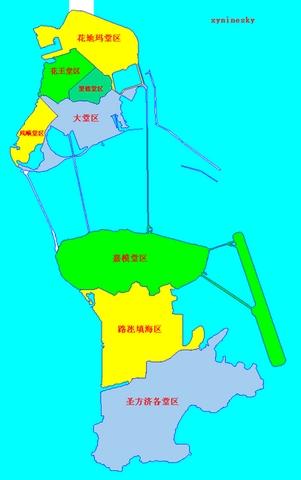 xyninesky
花地玛堂区
花王堂区
望德堂区
大堂区
风顺堂区
嘉模堂区
路氹填海区
圣方济各堂区